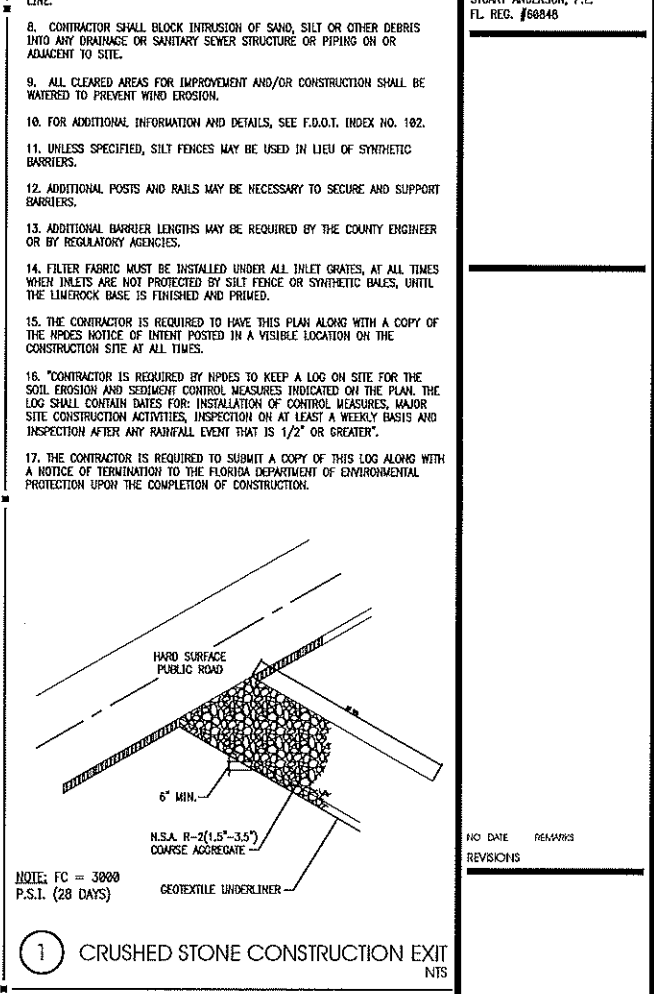 LINE.
8. CONTRACTOR SHALL BLOCK INTRUSION OF SAND, SILT OR OTHER DEBRIS
INTO ANY DRAINAGE OR SANITARY SEWER STRUCTURE OR PIPING ON OR
ADJACENT TO SITE.
9. ALL CLEARED AREAS FOR IMPROVEMENT AND/OR CONSTRUCTION SHALL BE
WATERED TO PREVENT WIND EROSION.
10. FOR ADDITIONAL INFORMATION AND DETAILS, SEE F.D.O.T. INDEX NO. 102.
11. UNLESS SPECIFIED, SILT FENCES MAY BE USED IN LIEU OF SYNTHETIC
BARRIERS.
12. ADDITIONAL POSTS AND RAILS MAY BE NECESSARY TO SECURE AND SUPPORT
BARRIERS.
13. ADDITIONAL BARRIER LENGTHS MAY BE REQUIRED BY THE COUNTY ENGINEER
OR BY REGULATORY AGENCIES.
14. FILTER FABRIC MUST BE INSTALLED UNDER ALL INLET GRATES, AT ALL TIMES
WHEN INLETS ARE NOT PROTECTED BY SILT FENCE OR SYNTHETIC BALES, UNTIL
THE LIMEROCK BASE IS FINISHED AND PRIMED.
15. THE CONTRACTOR IS REQUIRED TO HAVE THIS PLAN ALONG WITH A COPY OF
THE NPDES NOTICE OF INTENT POSTED IN A VISIBLE LOCATION ON THE
CONSTRUCTION SITE AT ALL TIMES.
16. "CONTRACTOR IS REQUIRED BY NPDES TO KEEP A LOG ON SITE FOR THE
SOIL EROSION AND SEDIMENT CONTROL MEASURES INDICATED ON THE PLAN. THE
LOG SHALL CONTAIN DATES FOR: INSTALLATION OF CONTROL MEASURES, MAJOR
SITE CONSTRUCTION ACTIVITIES, INSPECTION ON AT LEAST A WEEKLY BASIS AND
INSPECTION AFTER ANY RAINFALL EVENT THAT IS 1/2" OR GREATER".
17. THE CONTRACTOR IS REQUIRED TO SUBMIT A COPY OF THIS LOG ALONG WITH
A NOTICE OF TERMINATION TO THE FLORIDA DEPARTMENT OF ENVIRONMENTAL
PROTECTION UPON THE COMPLETION OF CONSTRUCTION.
HARD SURFACE
PUBLIC ROAD
6" MIN.
N.S.A. R-2(1.5"-3.5")
COARSE AGGREGATE
GEOTEXTILE UNDERLINER
NOTE: FC = 3000
P.S.I. (28 DAYS)
1 CRUSHED STONE CONSTRUCTION EXIT
NTS
STUART ANDERSON, P.E.
FL. REG. #60848
NO DATE REMARKS
REVISIONS